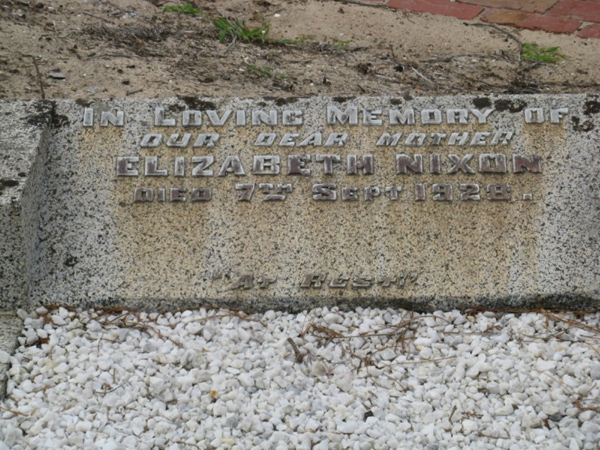 In Loving Memory Of
Our Dear Mother
ELIZABETH NIXON
Died 7TH Sept. 1928.
"At Rest"